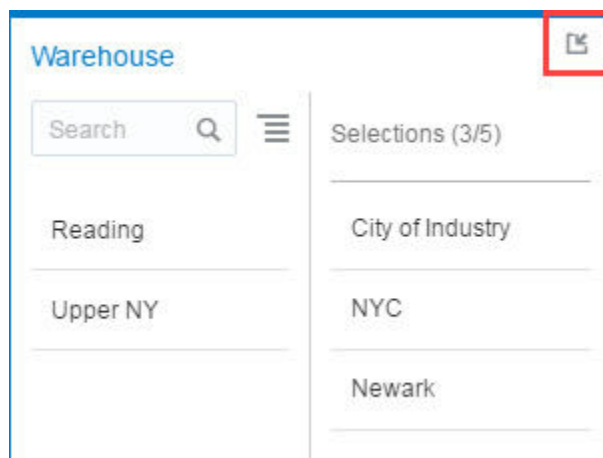 Warehouse
Search
Selections (3/5)
Reading
City of Industry
Upper NY
NYC
Newark